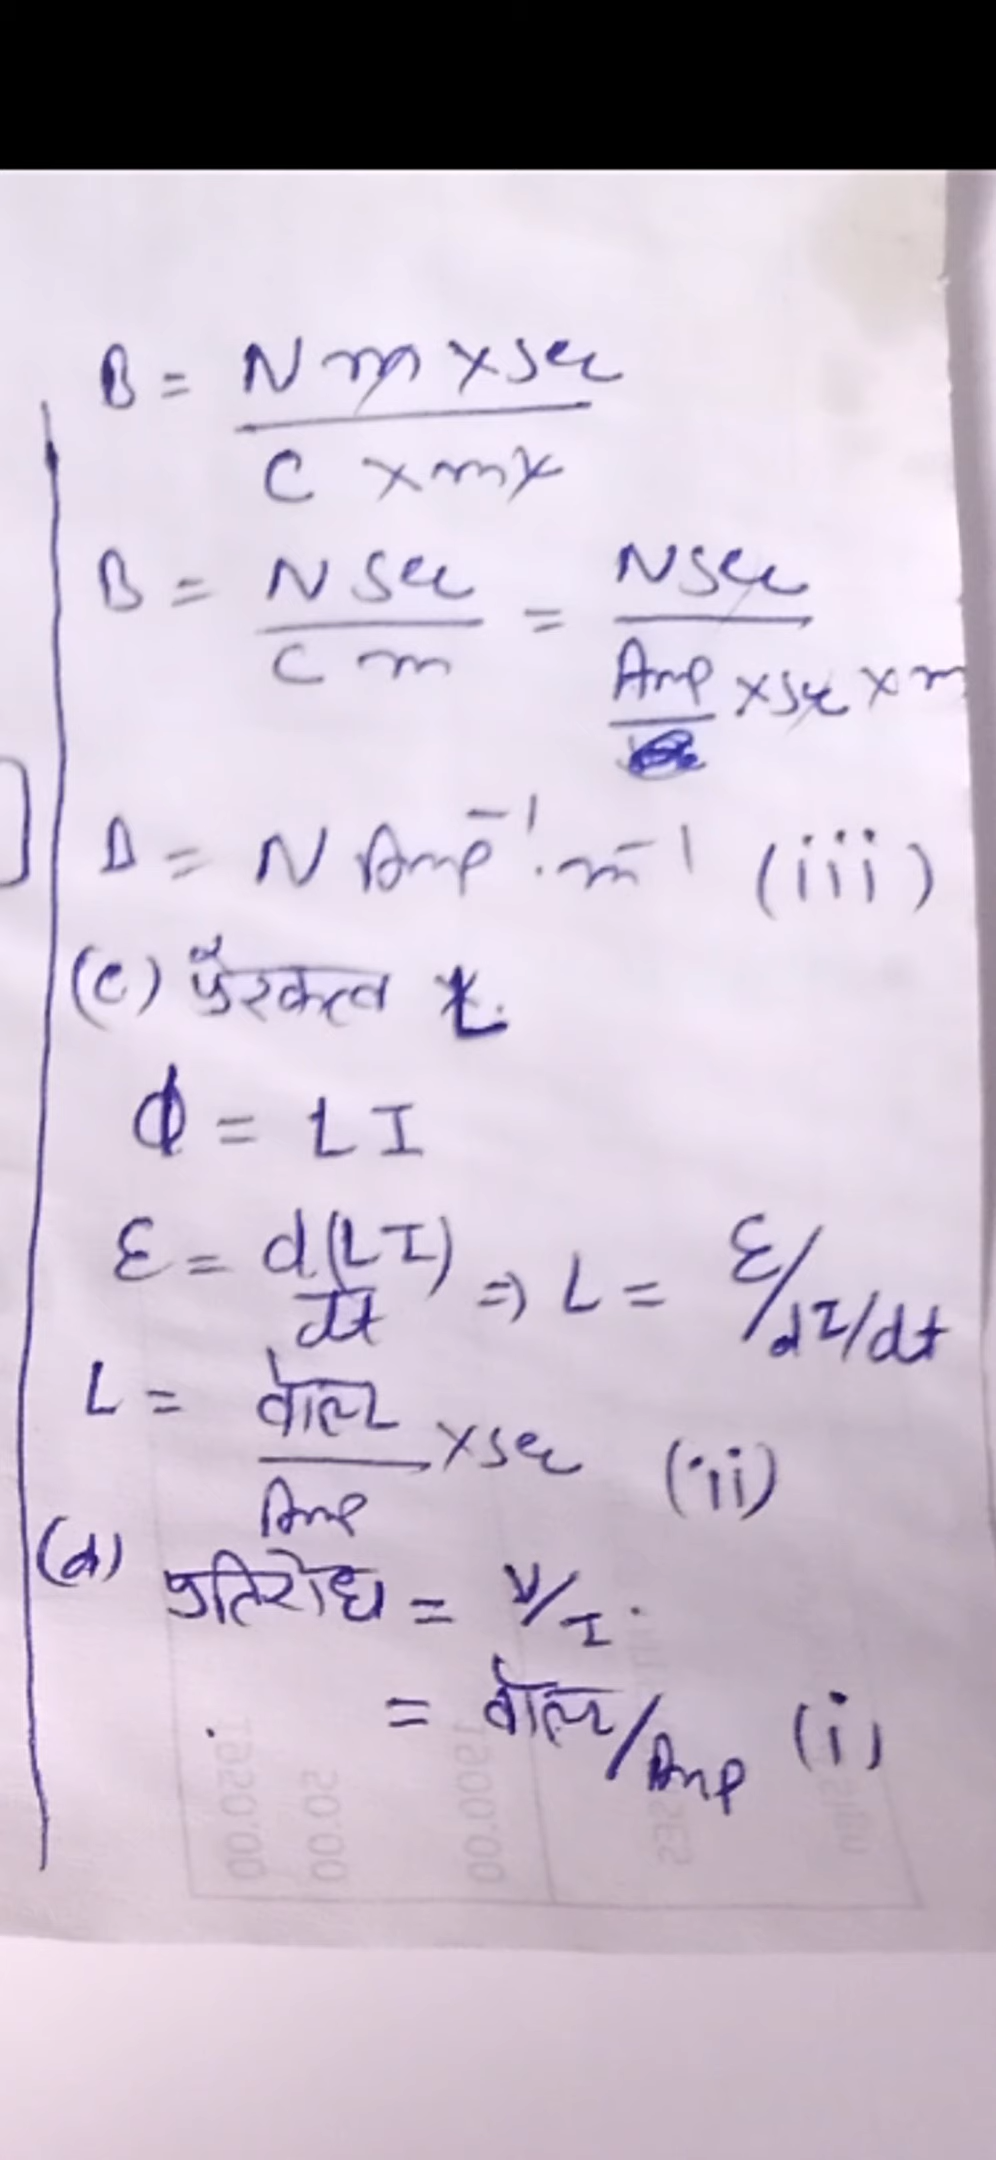 B = N m × sec / C × m ×
B = N sec / C m = N sec / Amp × sec × m
B = N Amp⁻¹. m⁻¹ (iii)
(c) प्रेरकत्व L.
Φ = L I
ε = d(LI)/dt ⇒ L = ε/dI/dt
L = वोल्ट/Amp × sec (ii)
(d)
प्रतिरोध = V/I
= वोल्ट/Amp (i)